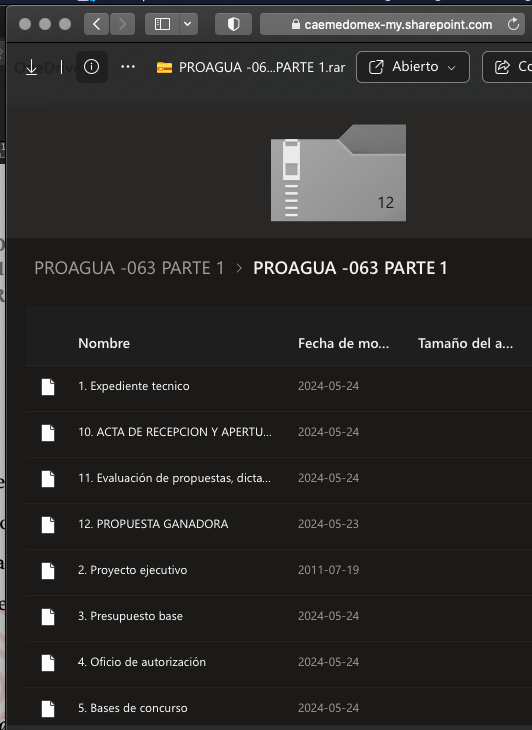 caemedomex-my.sharepoint.com
PROAGUA -06...PARTE 1.rar
Abierto
12
PROAGUA -063 PARTE 1 > PROAGUA -063 PARTE 1
Nombre Fecha de mo... Tamaño del a...
1. Expediente tecnico 2024-05-24
10. ACTA DE RECEPCION Y APERTU... 2024-05-24
11. Evaluación de propuestas, dicta... 2024-05-24
12. PROPUESTA GANADORA 2024-05-23
2. Proyecto ejecutivo 2011-07-19
3. Presupuesto base 2024-05-24
4. Oficio de autorización 2024-05-24
5. Bases de concurso 2024-05-24